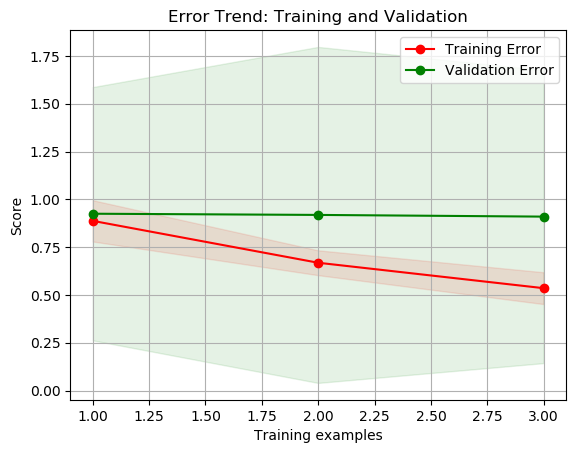 Error Trend: Training and Validation
Training Error
Validation Error
1.75
1.50
1.25
1.00
0.75
0.50
0.25
0.00
Score
1.00 1.25 1.50 1.75 2.00 2.25 2.50 2.75 3.00
Training examples